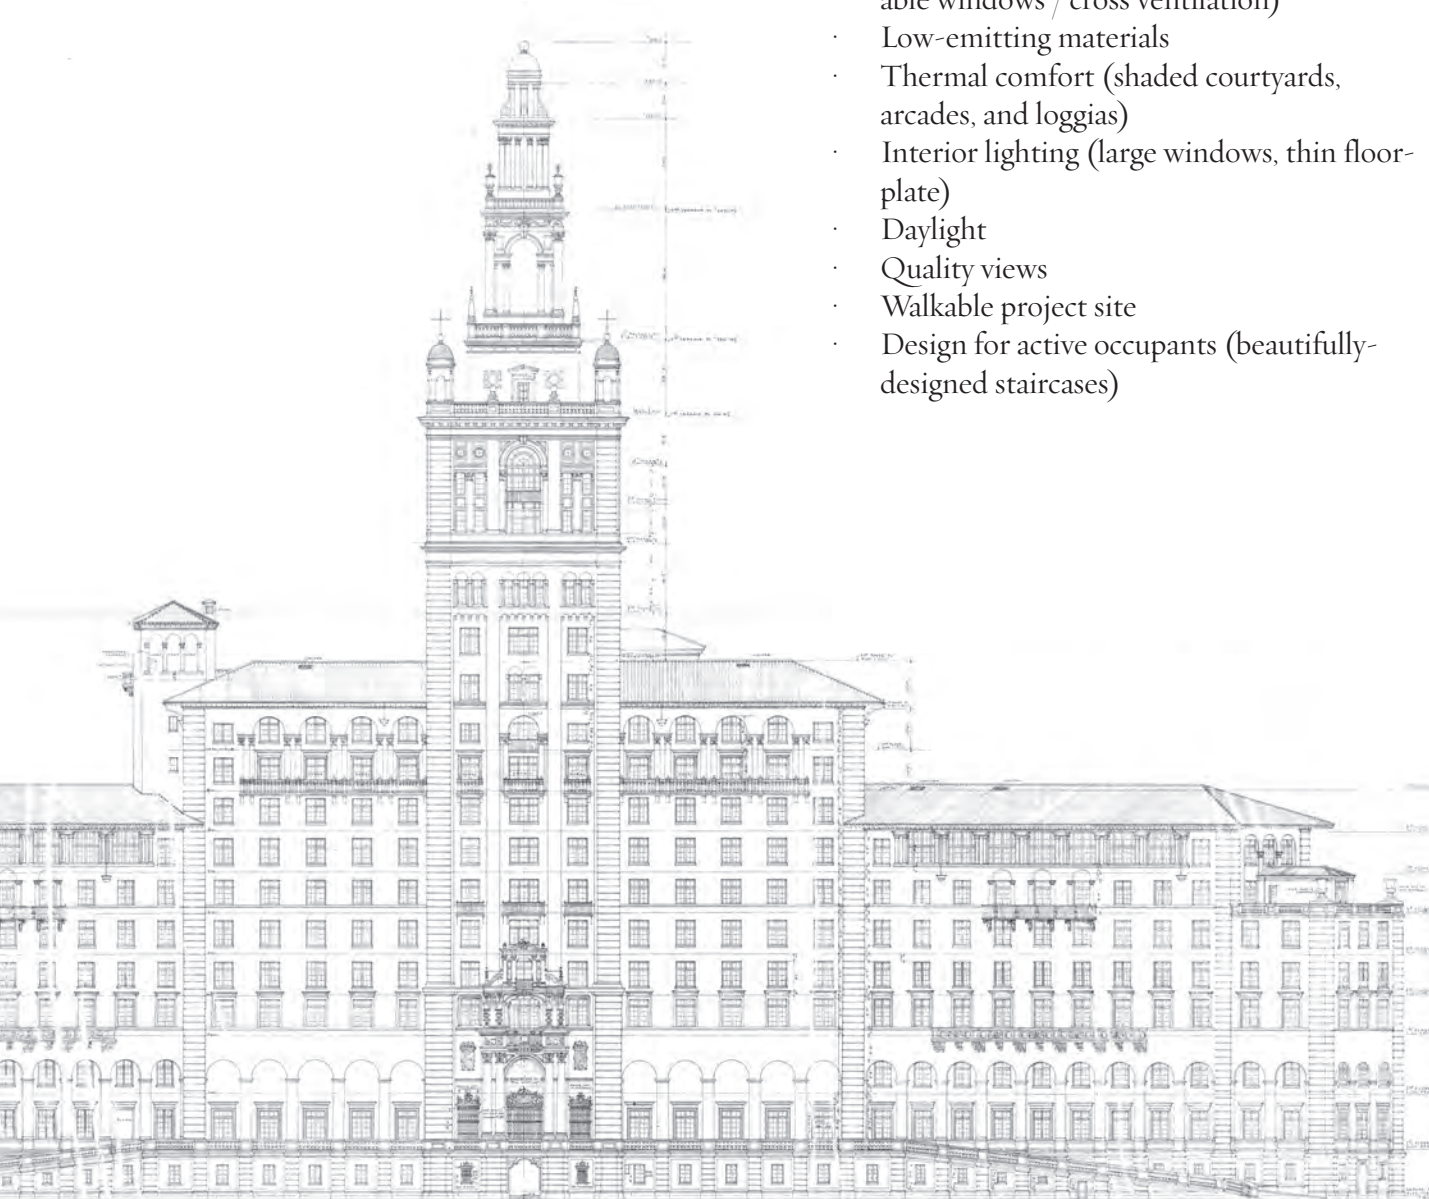 able windows / cross ventilation)
· Low-emitting materials
· Thermal comfort (shaded courtyards,
arcades, and loggias)
· Interior lighting (large windows, thin floor-
plate)
· Daylight
· Quality views
· Walkable project site
· Design for active occupants (beautifully-
designed staircases)